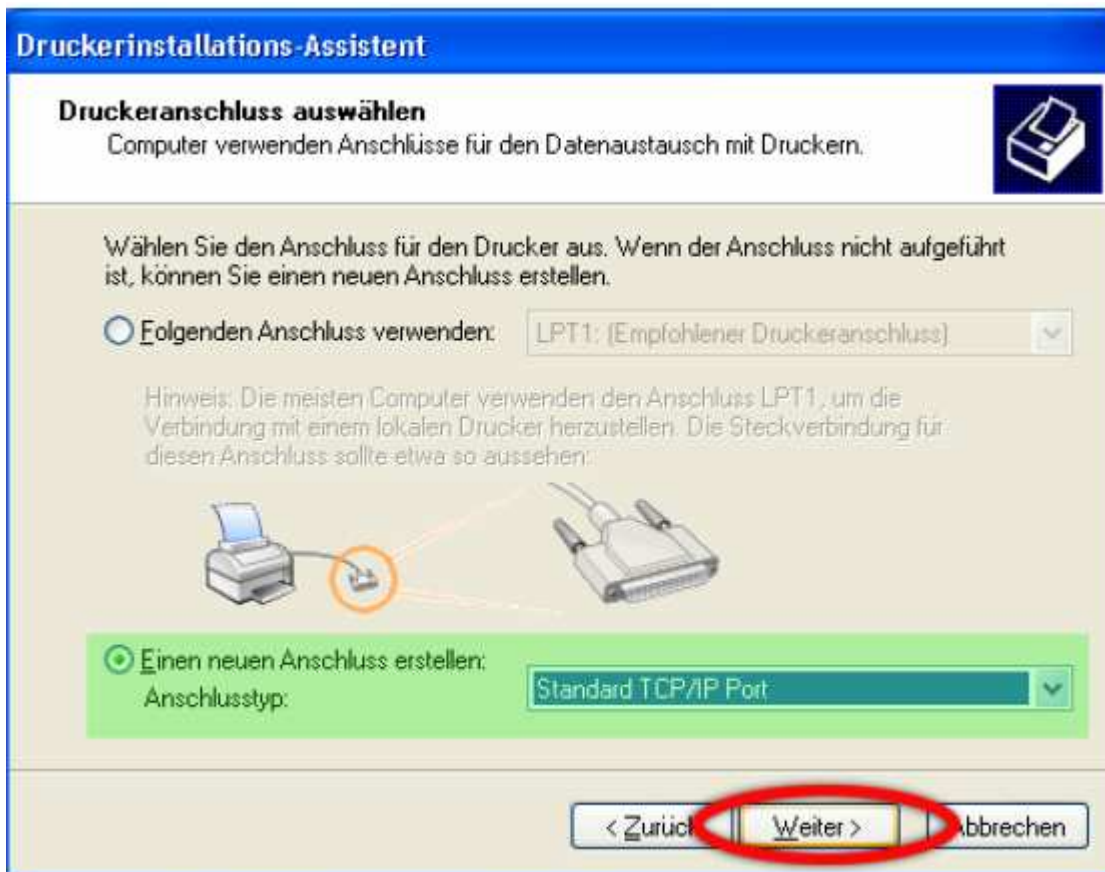 Druckerinstallations-Assistent
Druckeranschluss auswählen
Computer verwenden Anschlüsse für den Datenaustausch mit Druckern.
Wählen Sie den Anschluss für den Drucker aus. Wenn der Anschluss nicht aufgeführt
ist, können Sie einen neuen Anschluss erstellen.
Folgenden Anschluss verwenden: LPT1: (Empfohlener Druckeranschluss)
Hinweis: Die meisten Computer verwenden den Anschluss LPT1, um die
Verbindung mit einem lokalen Drucker herzustellen. Die Steckverbindung für
diesen Anschluss sollte etwa so aussehen:
Einen neuen Anschluss erstellen:
Anschlusstyp: Standard TCP/IP Port
< Zurück Weiter > Abbrechen